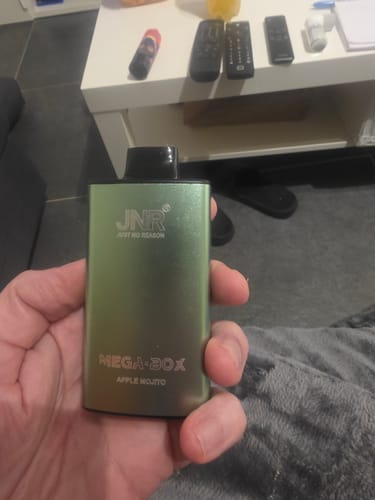 JNR®
JUST NO REASON
MEGA-BOX
APPLE MOJITO